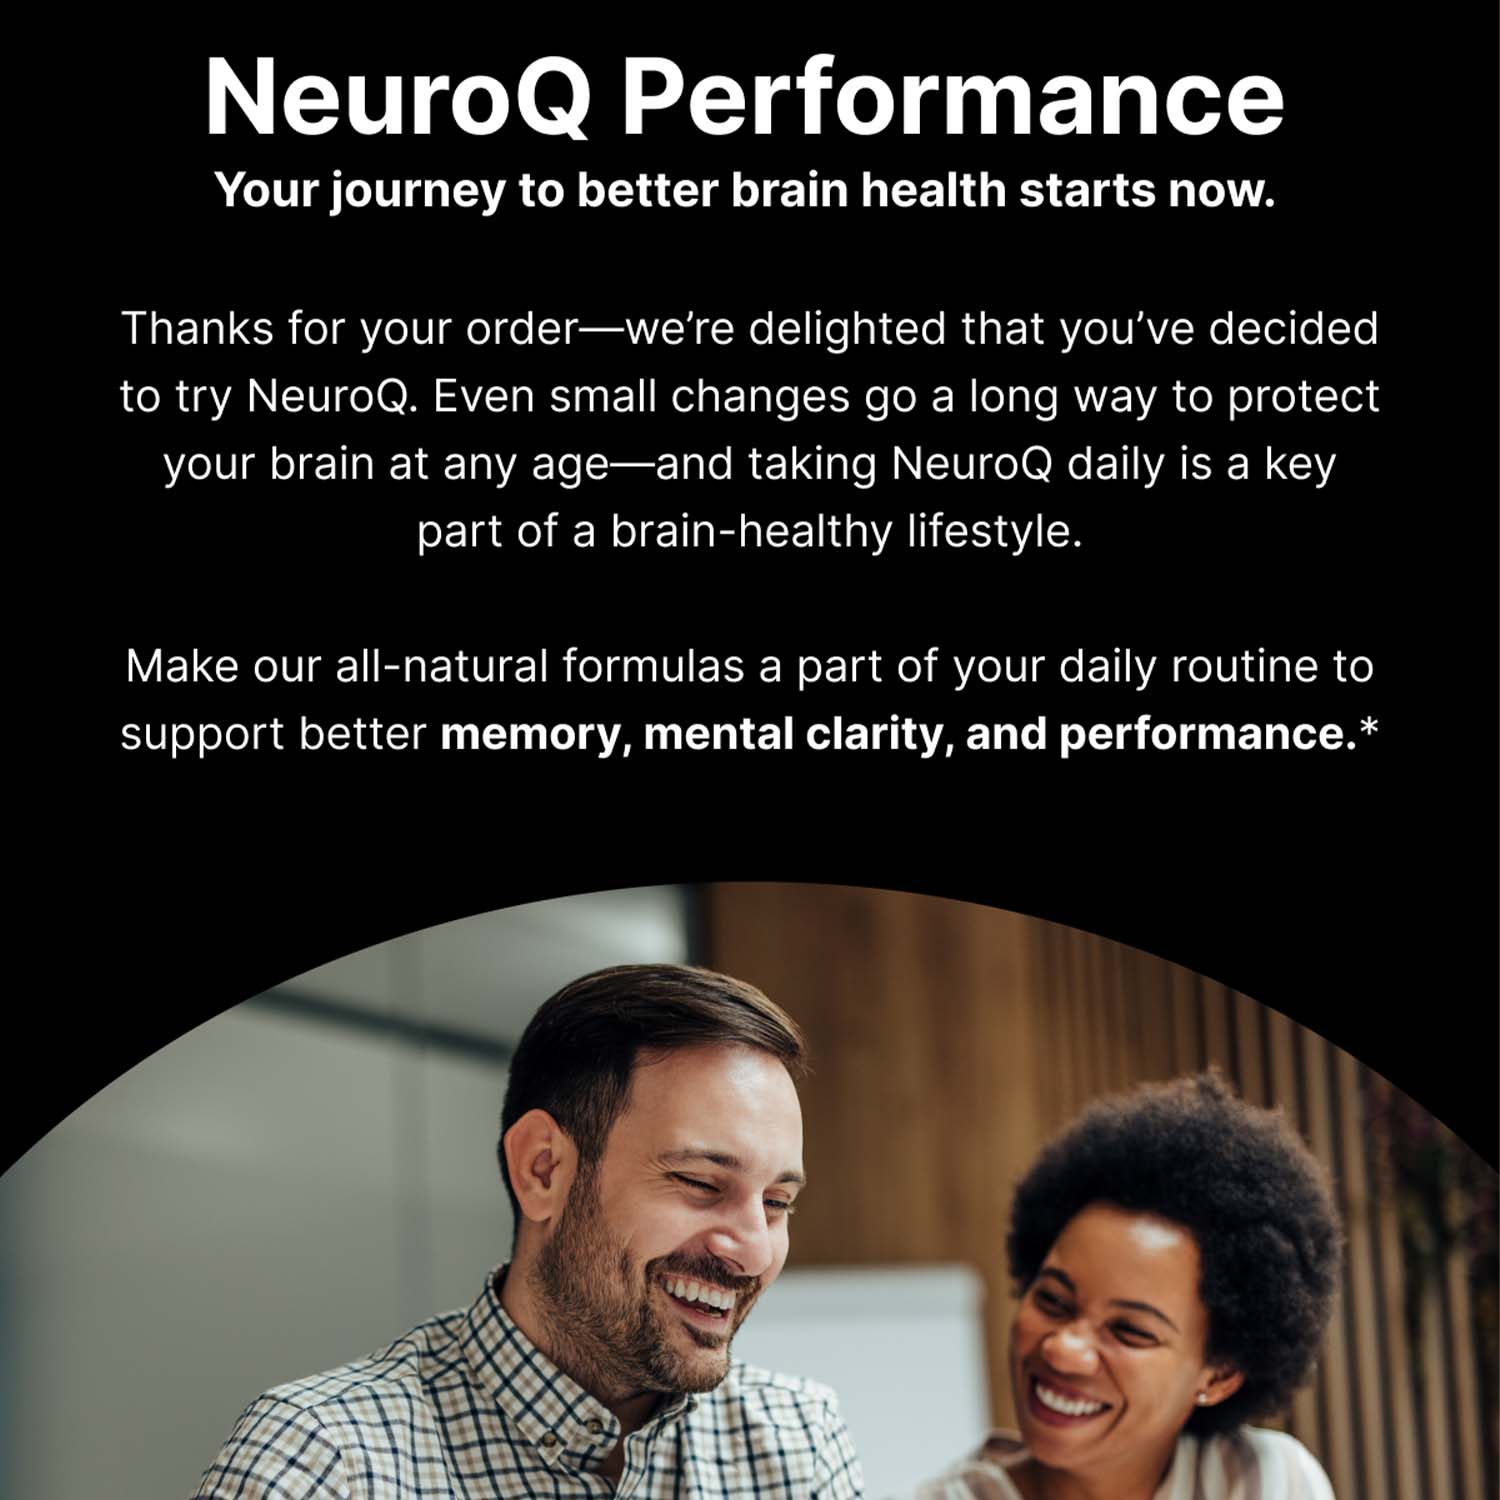 NeuroQ Performance
Your journey to better brain health starts now.
Thanks for your order—we’re delighted that you’ve decided
to try NeuroQ. Even small changes go a long way to protect
your brain at any age—and taking NeuroQ daily is a key
part of a brain-healthy lifestyle.
Make our all-natural formulas a part of your daily routine to
support better memory, mental clarity, and performance.*